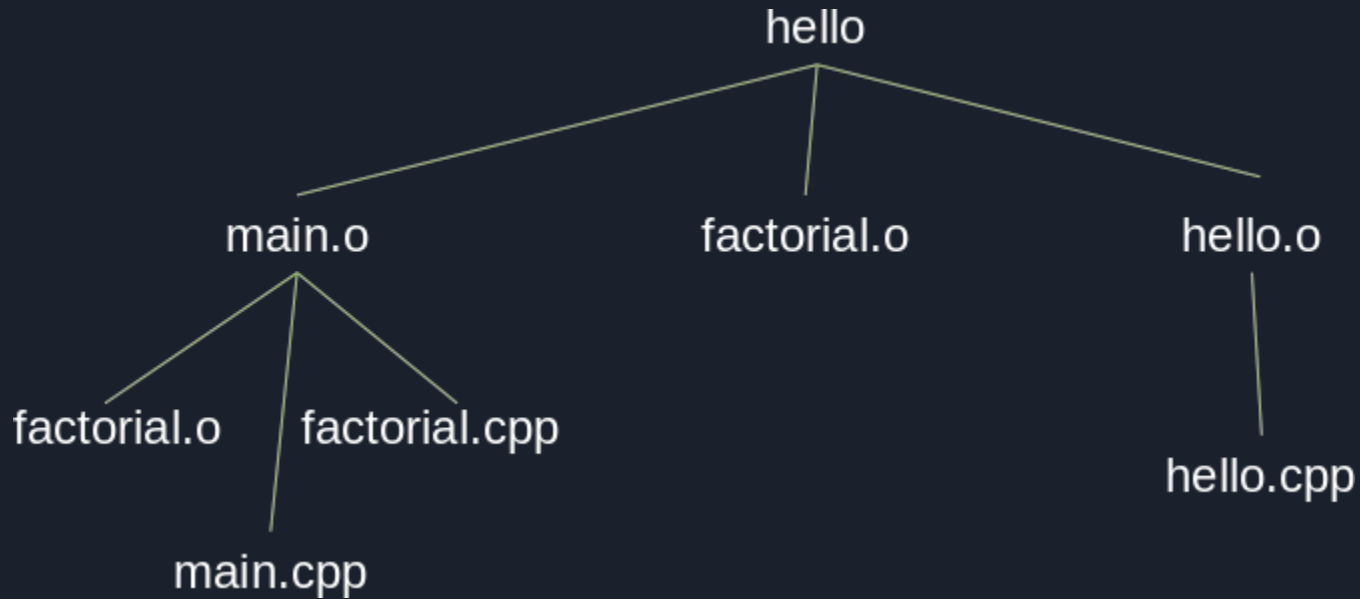 hello
main.o
factorial.o
hello.o
factorial.o
factorial.cpp
hello.cpp
main.cpp